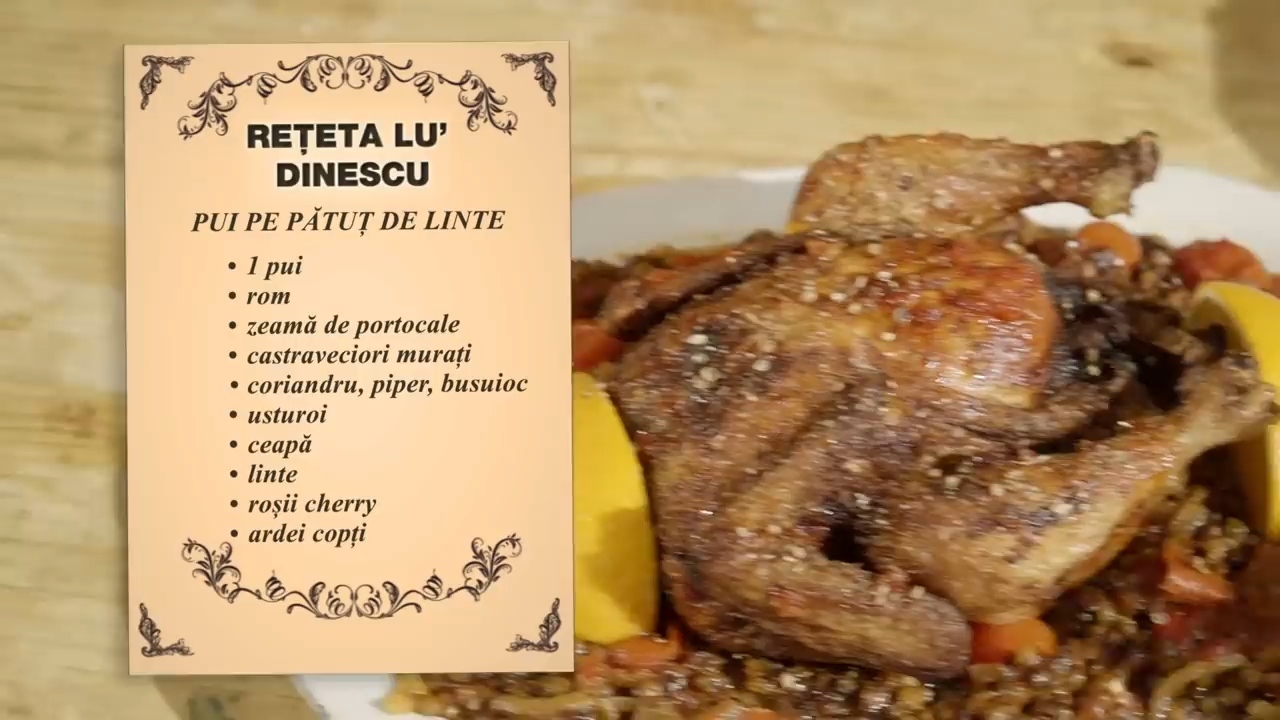 REȚETA LU'
DINESCU
PUI PE PĂTUȚ DE LINTE
• 1 pui
• rom
• zeamă de portocale
• castraveciori murați
• coriandru, piper, busuioc
• usturoi
• ceapă
• linte
• roșii cherry
• ardei copți